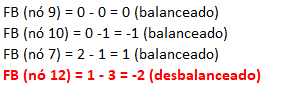 FB (nó 9) = 0 - 0 = 0 (balanceado)
FB (nó 10) = 0 -1 = -1 (balanceado)
FB (nó 7) = 2 - 1 = 1 (balanceado)
FB (nó 12) = 1 - 3 = -2 (desbalanceado)